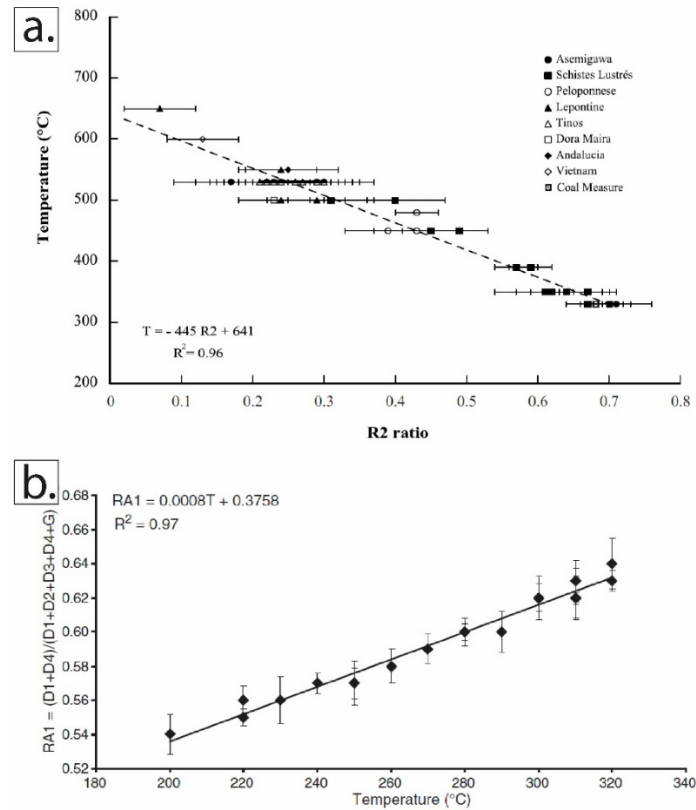 a.
800
700
600
500
400
300
200
Temperature (°C)
Asemigawa
Schistes Lustrés
Peloponnese
Lepontine
Tinos
Dora Maira
Andalucia
Vietnam
Coal Measure
T = - 445 R2 + 641
R²= 0.96
0 0.1 0.2 0.3 0.4 0.5 0.6 0.7 0.8
R2 ratio
b.
0.68
0.66
0.64
0.62
0.60
0.58
0.56
0.54
0.52
RA1 = (D1+D4)/(D1+D2+D3+D4+G)
RA1 = 0.0008T + 0.3758
R² = 0.97
180 200 220 240 260 280 300 320 340
Temperature (°C)